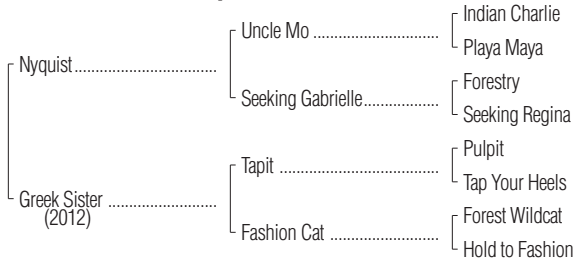 Indian Charlie
Uncle Mo ..................................
Playa Maya
Nyquist......................................
Forestry
Seeking Gabrielle....................
Seeking Regina
Pulpit
Tapit ..........................................
Tap Your Heels
Greek Sister .............................
(2012)
Forest Wildcat
Fashion Cat .............................
Hold to Fashion